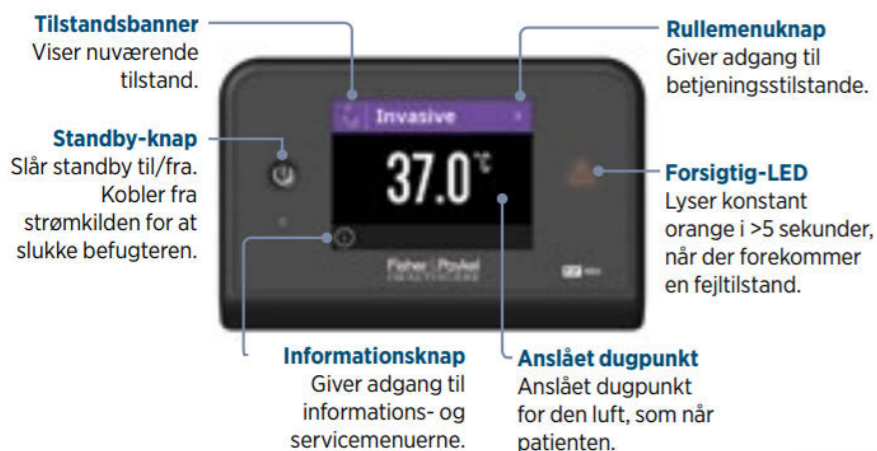 Tilstandsbanner
Viser nuværende
tilstand.
Rullemenuknap
Giver adgang til
betjeningsstilstande.
Standby-knap
Slår standby til/fra.
Kobler fra
strømkilden for at
slukke befugteren.
Invasive
37.0 °C
Fisher & Paykel
HEALTHCARE
Forsigtig-LED
Lyser konstant
orange i >5 sekunder,
når der forekommer
en fejltilstand.
Informationsknap
Giver adgang til
informations- og
servicemenuerne.
Anslået dugpunkt
Anslået dugpunkt
for den luft, som når
patienten.